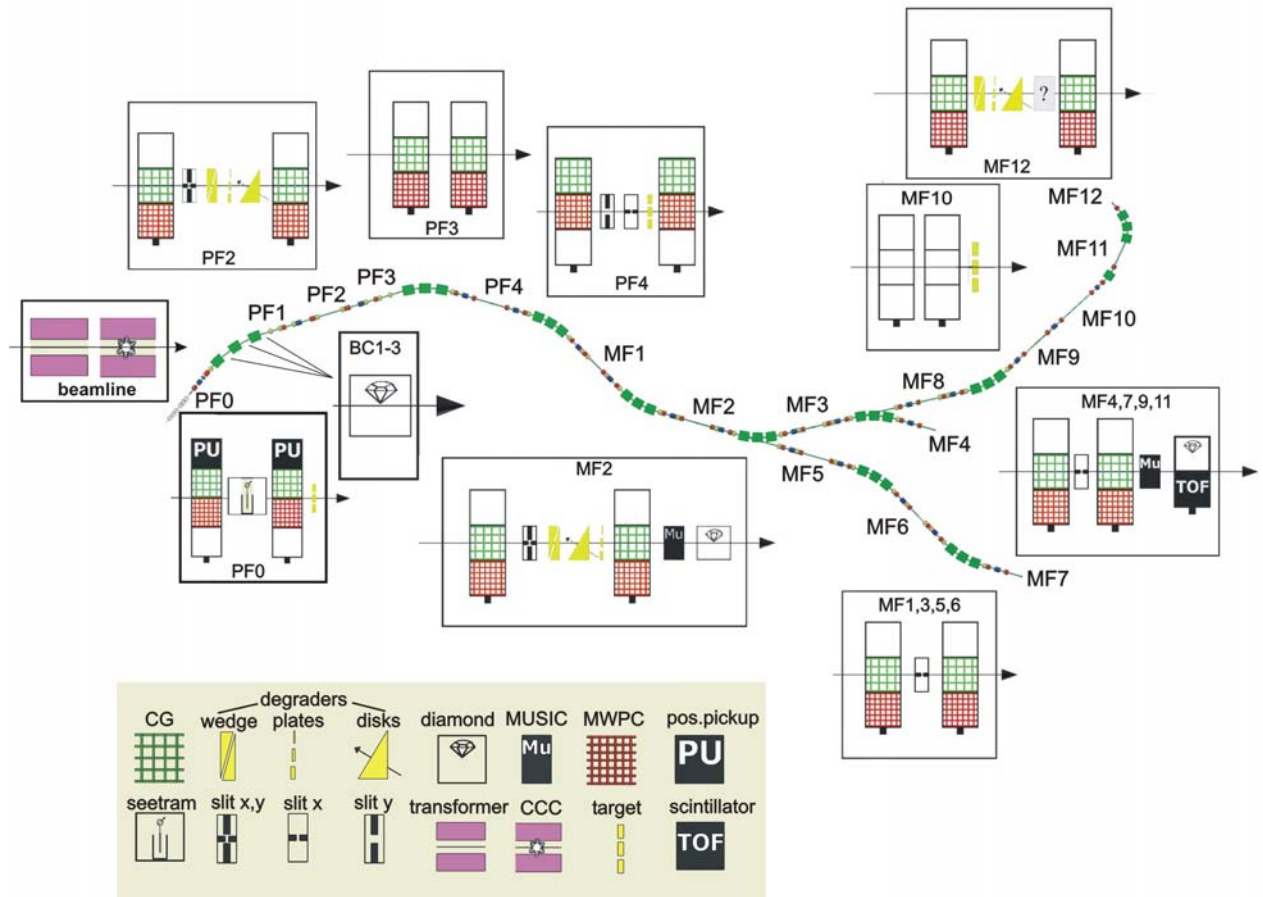 MF12
?
MF12
PF2
PF3
PF4
MF10
PF3
PF2
PF1
PF4
MF11
MF10
beamline
BC1-3
MF1
MF9
MF8
PF0
MF2
MF3
MF4
MF4,7,9,11
Mu
TOF
PU PU
PF0
MF2
Mu
MF5
MF6
MF7
MF1,3,5,6
degraders
CG wedge plates disks diamond MUSIC MWPC pos.pickup
Mu PU
seetram slit x,y slit x slit y transformer CCC target scintillator
TOF